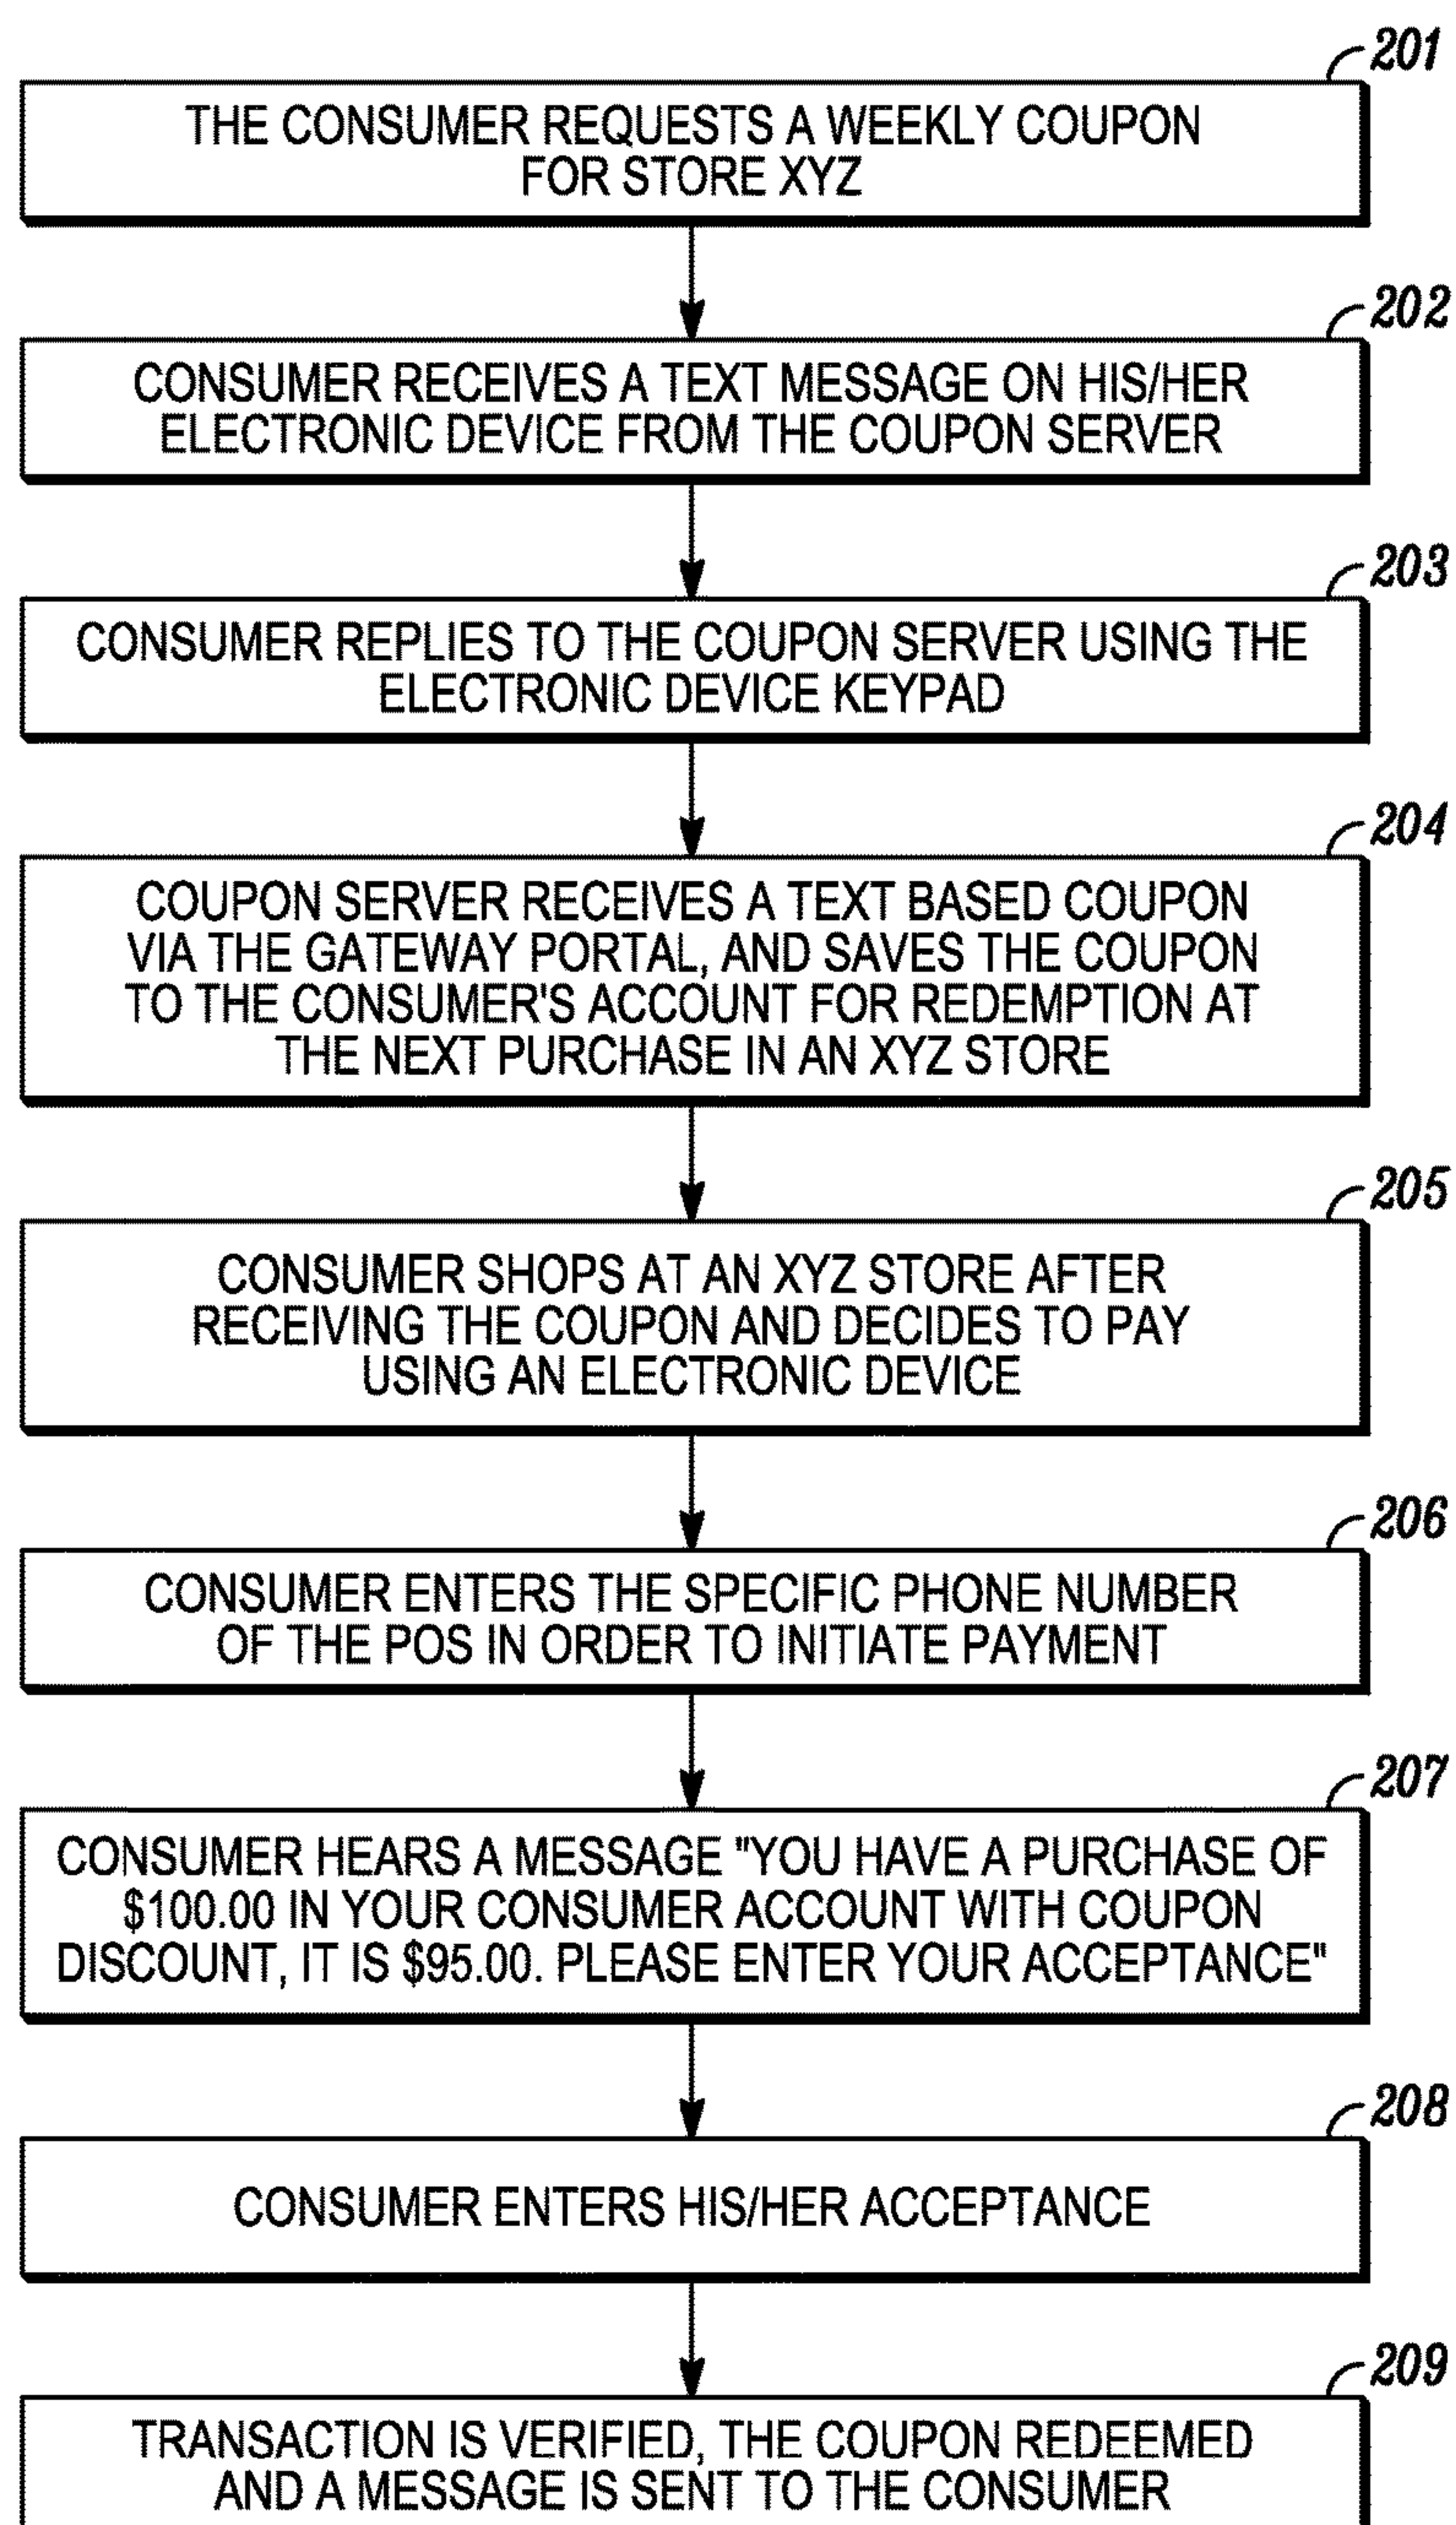 201
THE CONSUMER REQUESTS A WEEKLY COUPON
FOR STORE XYZ
202
CONSUMER RECEIVES A TEXT MESSAGE ON HIS/HER
ELECTRONIC DEVICE FROM THE COUPON SERVER
203
CONSUMER REPLIES TO THE COUPON SERVER USING THE
ELECTRONIC DEVICE KEYPAD
204
COUPON SERVER RECEIVES A TEXT BASED COUPON
VIA THE GATEWAY PORTAL, AND SAVES THE COUPON
TO THE CONSUMER'S ACCOUNT FOR REDEMPTION AT
THE NEXT PURCHASE IN AN XYZ STORE
205
CONSUMER SHOPS AT AN XYZ STORE AFTER
RECEIVING THE COUPON AND DECIDES TO PAY
USING AN ELECTRONIC DEVICE
206
CONSUMER ENTERS THE SPECIFIC PHONE NUMBER
OF THE POS IN ORDER TO INITIATE PAYMENT
207
CONSUMER HEARS A MESSAGE "YOU HAVE A PURCHASE OF
$100.00 IN YOUR CONSUMER ACCOUNT WITH COUPON
DISCOUNT, IT IS $95.00. PLEASE ENTER YOUR ACCEPTANCE"
208
CONSUMER ENTERS HIS/HER ACCEPTANCE
209
TRANSACTION IS VERIFIED, THE COUPON REDEEMED
AND A MESSAGE IS SENT TO THE CONSUMER